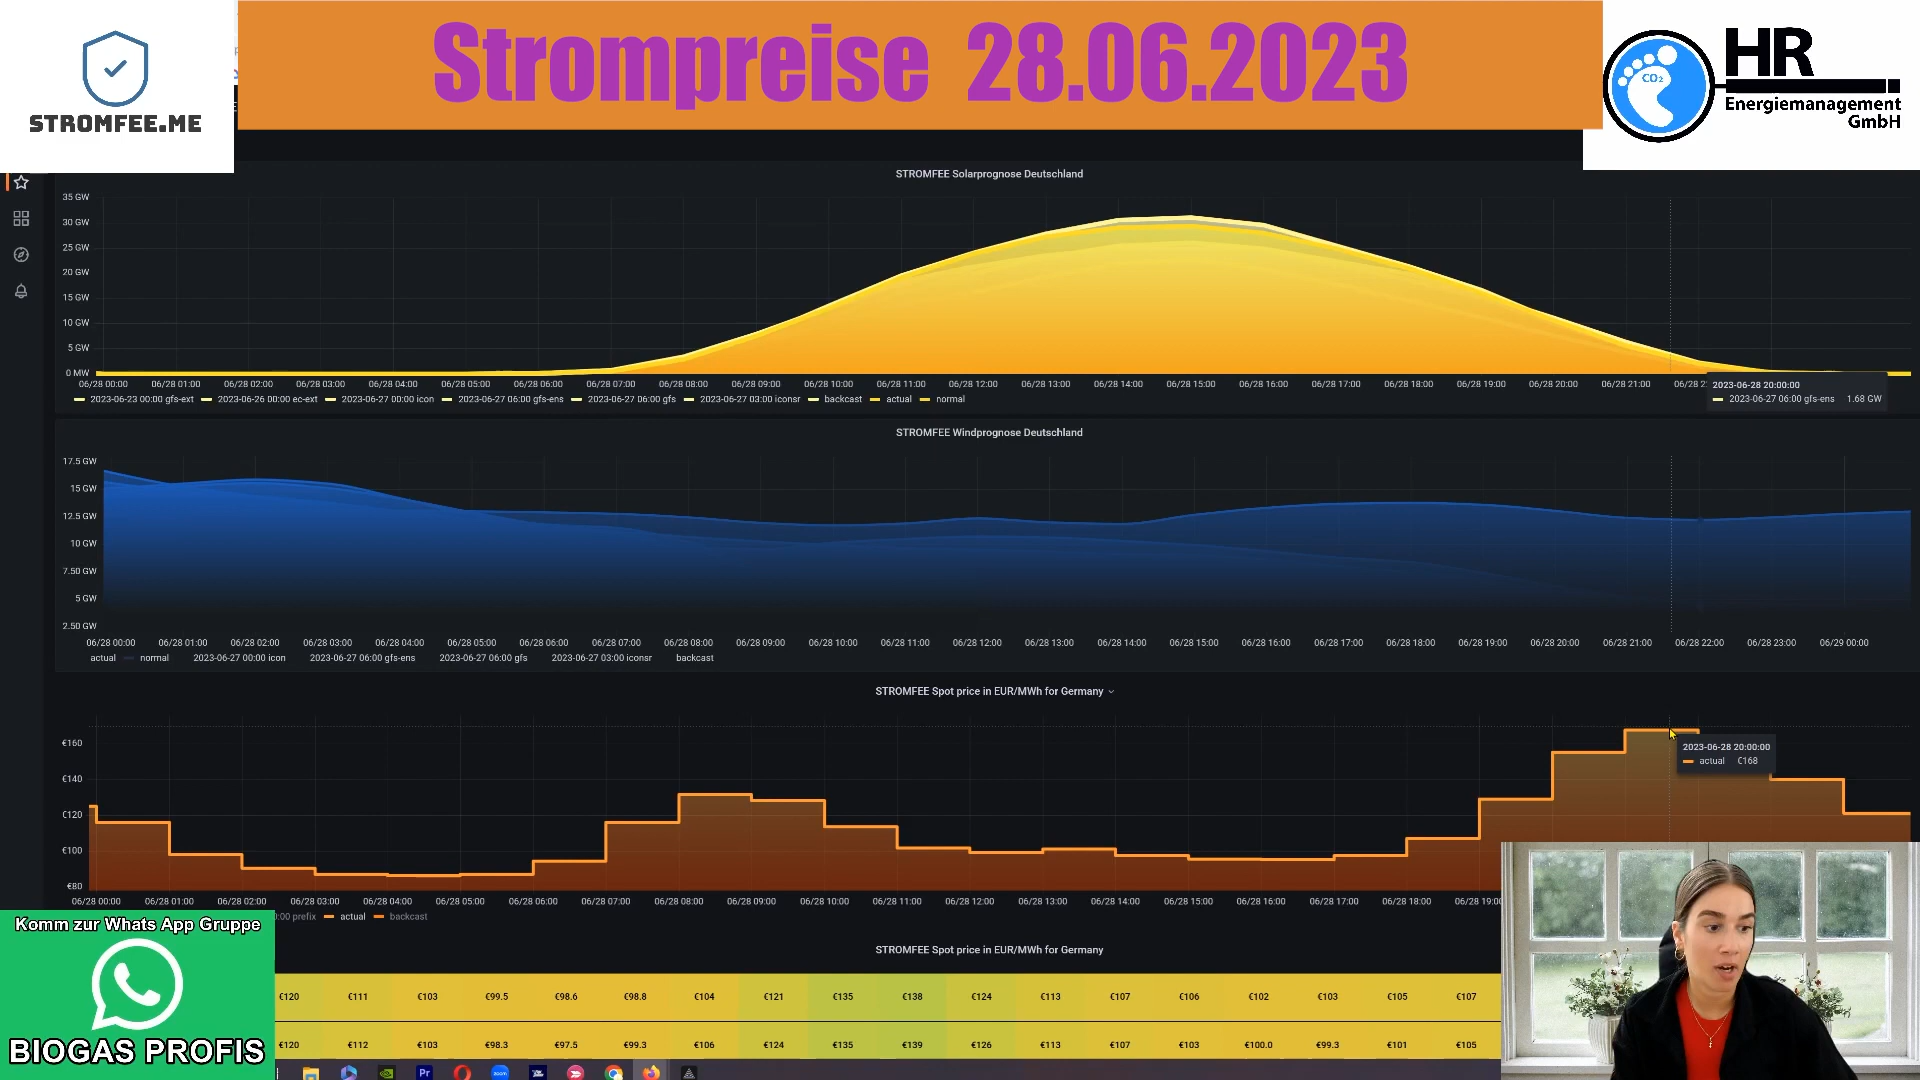 Strompreise 28.06.2023
STROMFEE.ME
CO2
HR
Energiemanagement
GmbH
STROMFEE Solarprognose Deutschland
35 GW
30 GW
25 GW
20 GW
15 GW
10 GW
5 GW
0 MW
06/28 00:00 06/28 01:00 06/28 02:00 06/28 03:00 06/28 04:00 06/28 05:00 06/28 06:00 06/28 07:00 06/28 08:00 06/28 09:00 06/28 10:00 06/28 11:00 06/28 12:00 06/28 13:00 06/28 14:00 06/28 15:00 06/28 16:00 06/28 17:00 06/28 18:00 06/28 19:00 06/28 20:00 06/28 21:00 06/28 2
2023-06-28 20:00:00
2023-06-27 06:00 gfs-ens 1.68 GW
2023-06-23 00:00 gfs-ext 2023-06-26 00:00 ec-ext 2023-06-27 00:00 icon 2023-06-27 06:00 gfs-ens 2023-06-27 06:00 gfs 2023-06-27 03:00 iconsr backcast actual normal
STROMFEE Windprognose Deutschland
17.5 GW
15 GW
12.5 GW
10 GW
7.50 GW
5 GW
2.50 GW
06/28 00:00 06/28 01:00 06/28 02:00 06/28 03:00 06/28 04:00 06/28 05:00 06/28 06:00 06/28 07:00 06/28 08:00 06/28 09:00 06/28 10:00 06/28 11:00 06/28 12:00 06/28 13:00 06/28 14:00 06/28 15:00 06/28 16:00 06/28 17:00 06/28 18:00 06/28 19:00 06/28 20:00 06/28 21:00 06/28 22:00 06/28 23:00 06/29 00:00
actual normal 2023-06-27 00:00 icon 2023-06-27 06:00 gfs-ens 2023-06-27 06:00 gfs 2023-06-27 03:00 iconsr backcast
STROMFEE Spot price in EUR/MWh for Germany
€160
€140
€120
€100
€80
2023-06-28 20:00:00
actual €168
06/28 00:00 06/28 01:00 06/28 02:00 06/28 03:00 06/28 04:00 06/28 05:00 06/28 06:00 06/28 07:00 06/28 08:00 06/28 09:00 06/28 10:00 06/28 11:00 06/28 12:00 06/28 13:00 06/28 14:00 06/28 15:00 06/28 16:00 06/28 17:00 06/28 18:00 06/28 19:00
:00 prefix actual backcast
STROMFEE Spot price in EUR/MWh for Germany
€120 €111 €103 €99.5 €98.6 €98.8 €104 €121 €135 €138 €124 €113 €107 €106 €102 €103 €105 €107
€120 €112 €103 €98.3 €97.5 €99.3 €106 €124 €135 €139 €126 €113 €107 €103 €100.0 €99.3 €101 €105
Komm zur Whats App Gruppe
BIOGAS PROFIS
Pr
zoom